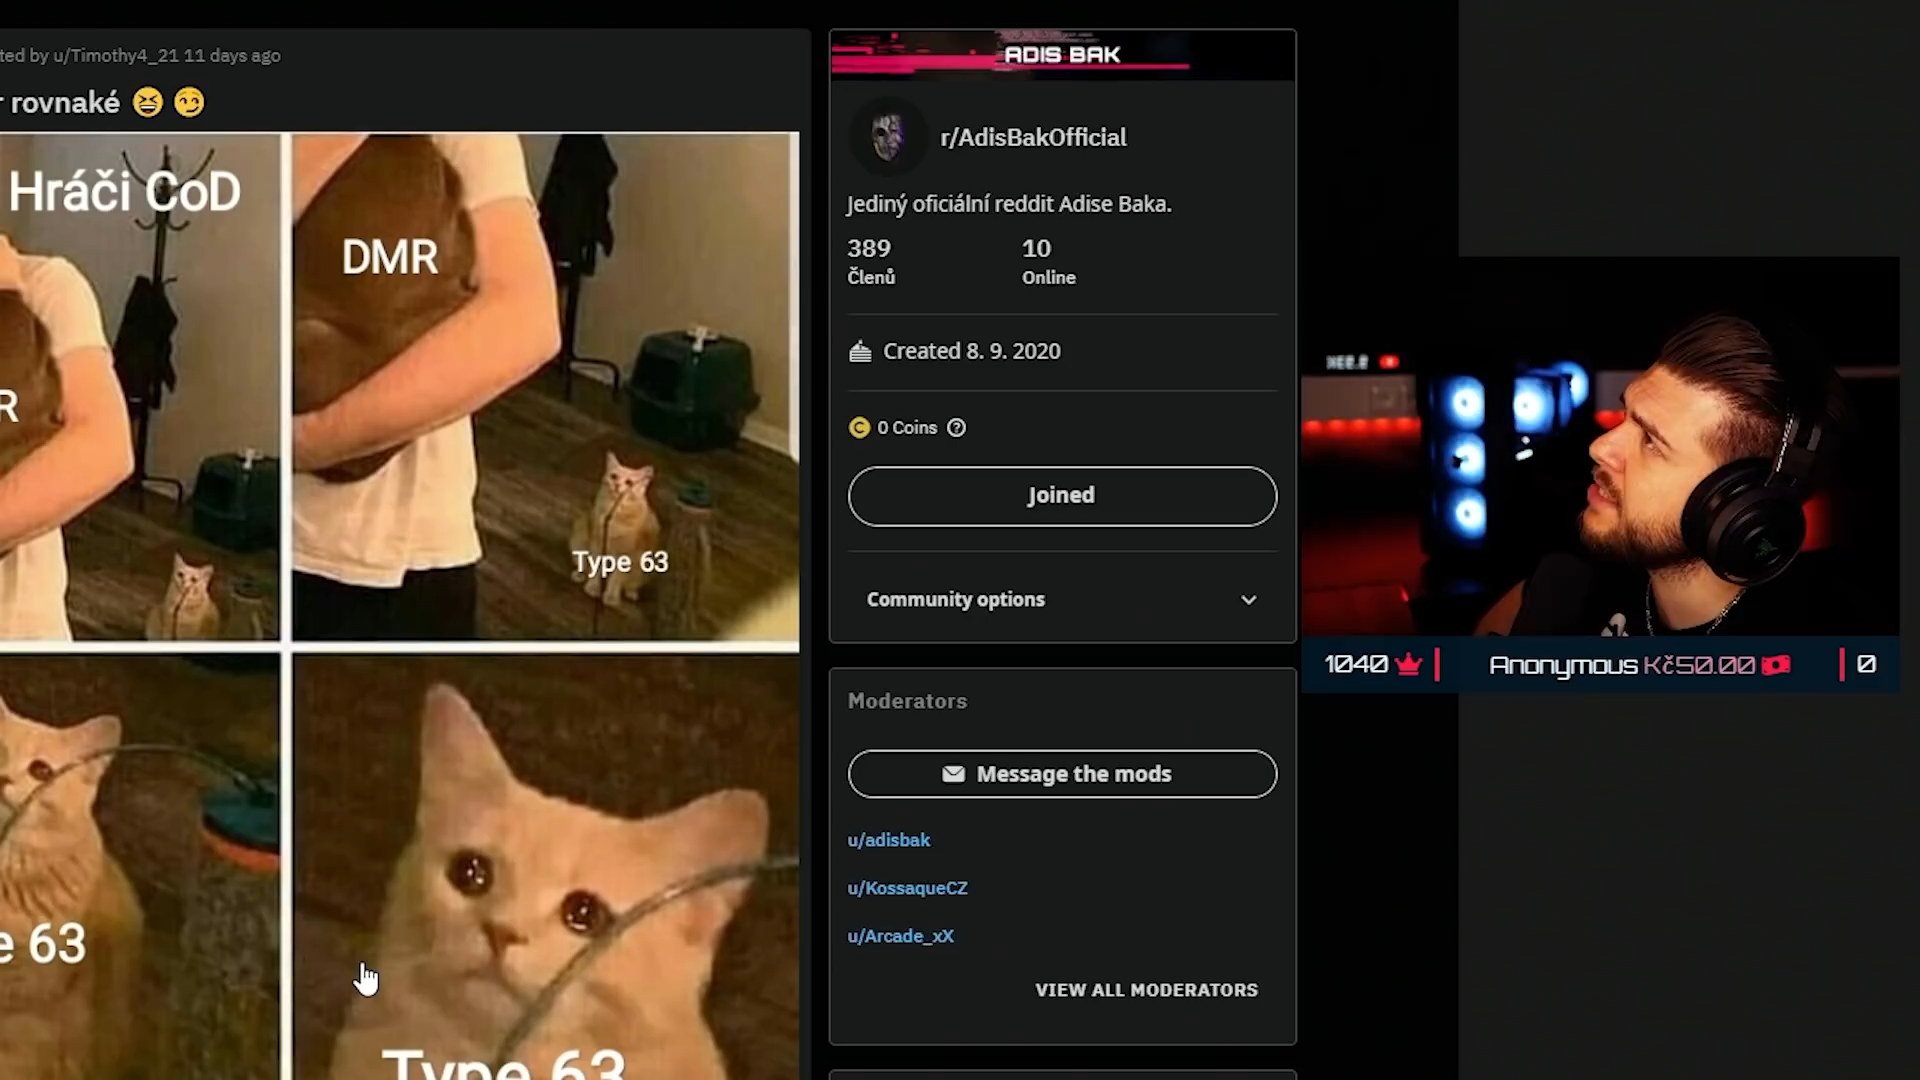 ted by u/Timothy4_21 11 days ago
rovnaké
Hráči CoD
R
DMR
Type 63
e 63
Type 63
ADIS BAK
r/AdisBakOfficial
Jediný oficiální reddit Adise Baka.
389
Členů
10
Online
Created 8. 9. 2020
0 Coins
Joined
Community options
Moderators
Message the mods
u/adisbak
u/KossaqueCZ
u/Arcade_xX
VIEW ALL MODERATORS
1040
Anonymous Kč50.00
0